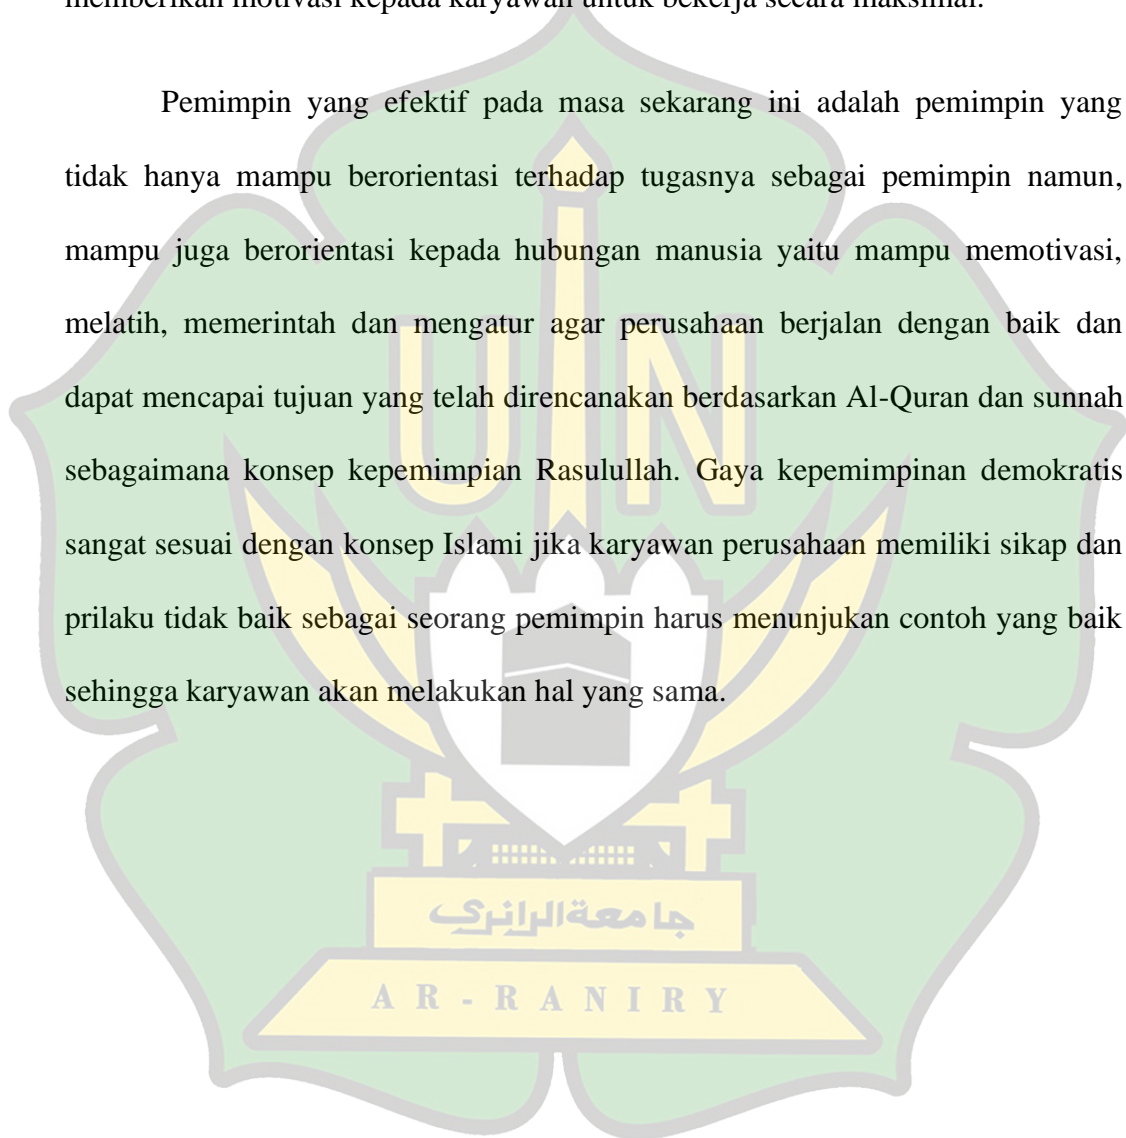 memberikan motivasi kepada karyawan untuk bekerja secara maksimal.
Pemimpin yang efektif pada masa sekarang ini adalah pemimpin yang
tidak hanya mampu berorientasi terhadap tugasnya sebagai pemimpin namun,
mampu juga berorientasi kepada hubungan manusia yaitu mampu memotivasi,
melatih, memerintah dan mengatur agar perusahaan berjalan dengan baik dan
dapat mencapai tujuan yang telah direncanakan berdasarkan Al-Quran dan sunnah
sebagaimana konsep kepemimpian Rasulullah. Gaya kepemimpinan demokratis
sangat sesuai dengan konsep Islami jika karyawan perusahaan memiliki sikap dan
prilaku tidak baik sebagai seorang pemimpin harus menunjukan contoh yang baik
sehingga karyawan akan melakukan hal yang sama.
UIN
جامعة الرانري
AR-RANIRY